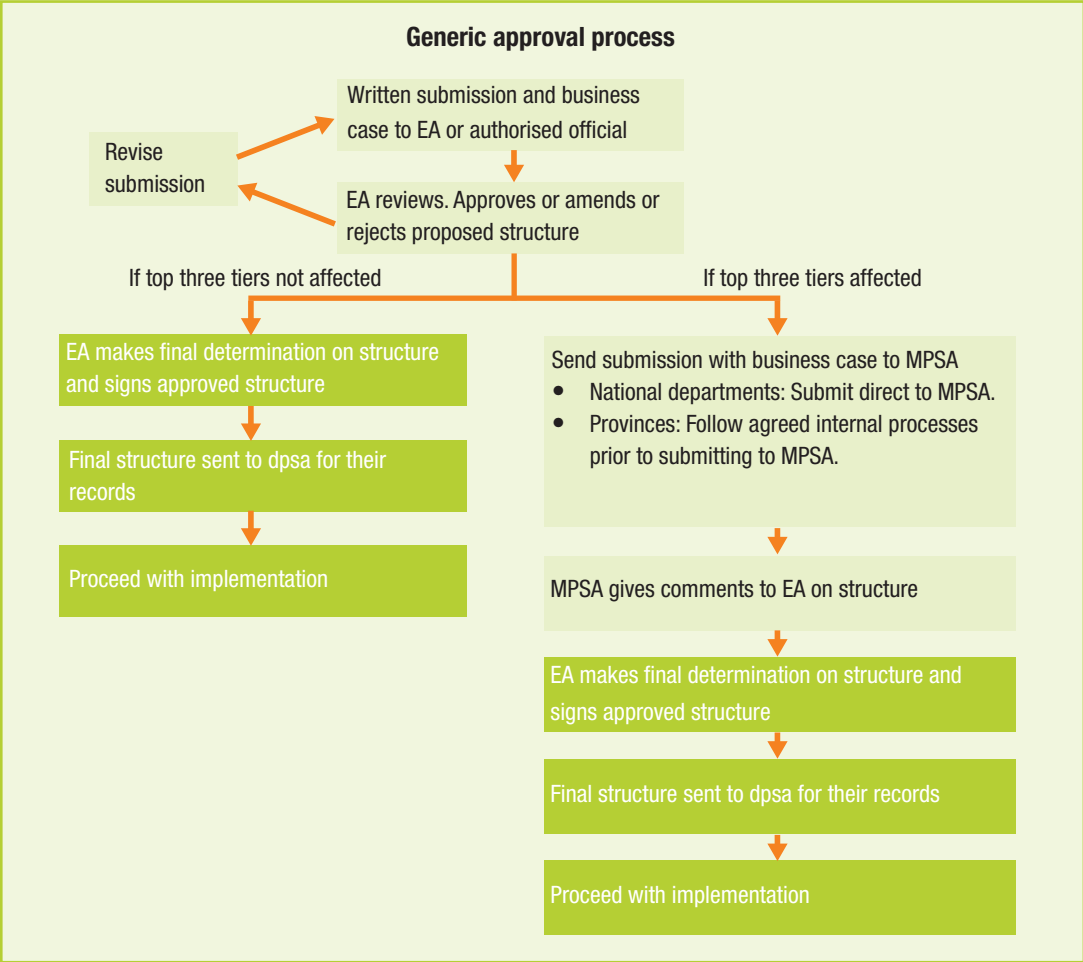 Generic approval process
Written submission and business
case to EA or authorised official
Revise
submission
EA reviews. Approves or amends or
rejects proposed structure
If top three tiers not affected
If top three tiers affected
EA makes final determination on structure
and signs approved structure
Final structure sent to dpsa for their
records
Proceed with implementation
Send submission with business case to MPSA
• National departments: Submit direct to MPSA.
• Provinces: Follow agreed internal processes
prior to submitting to MPSA.
MPSA gives comments to EA on structure
EA makes final determination on structure and
signs approved structure
Final structure sent to dpsa for their records
Proceed with implementation